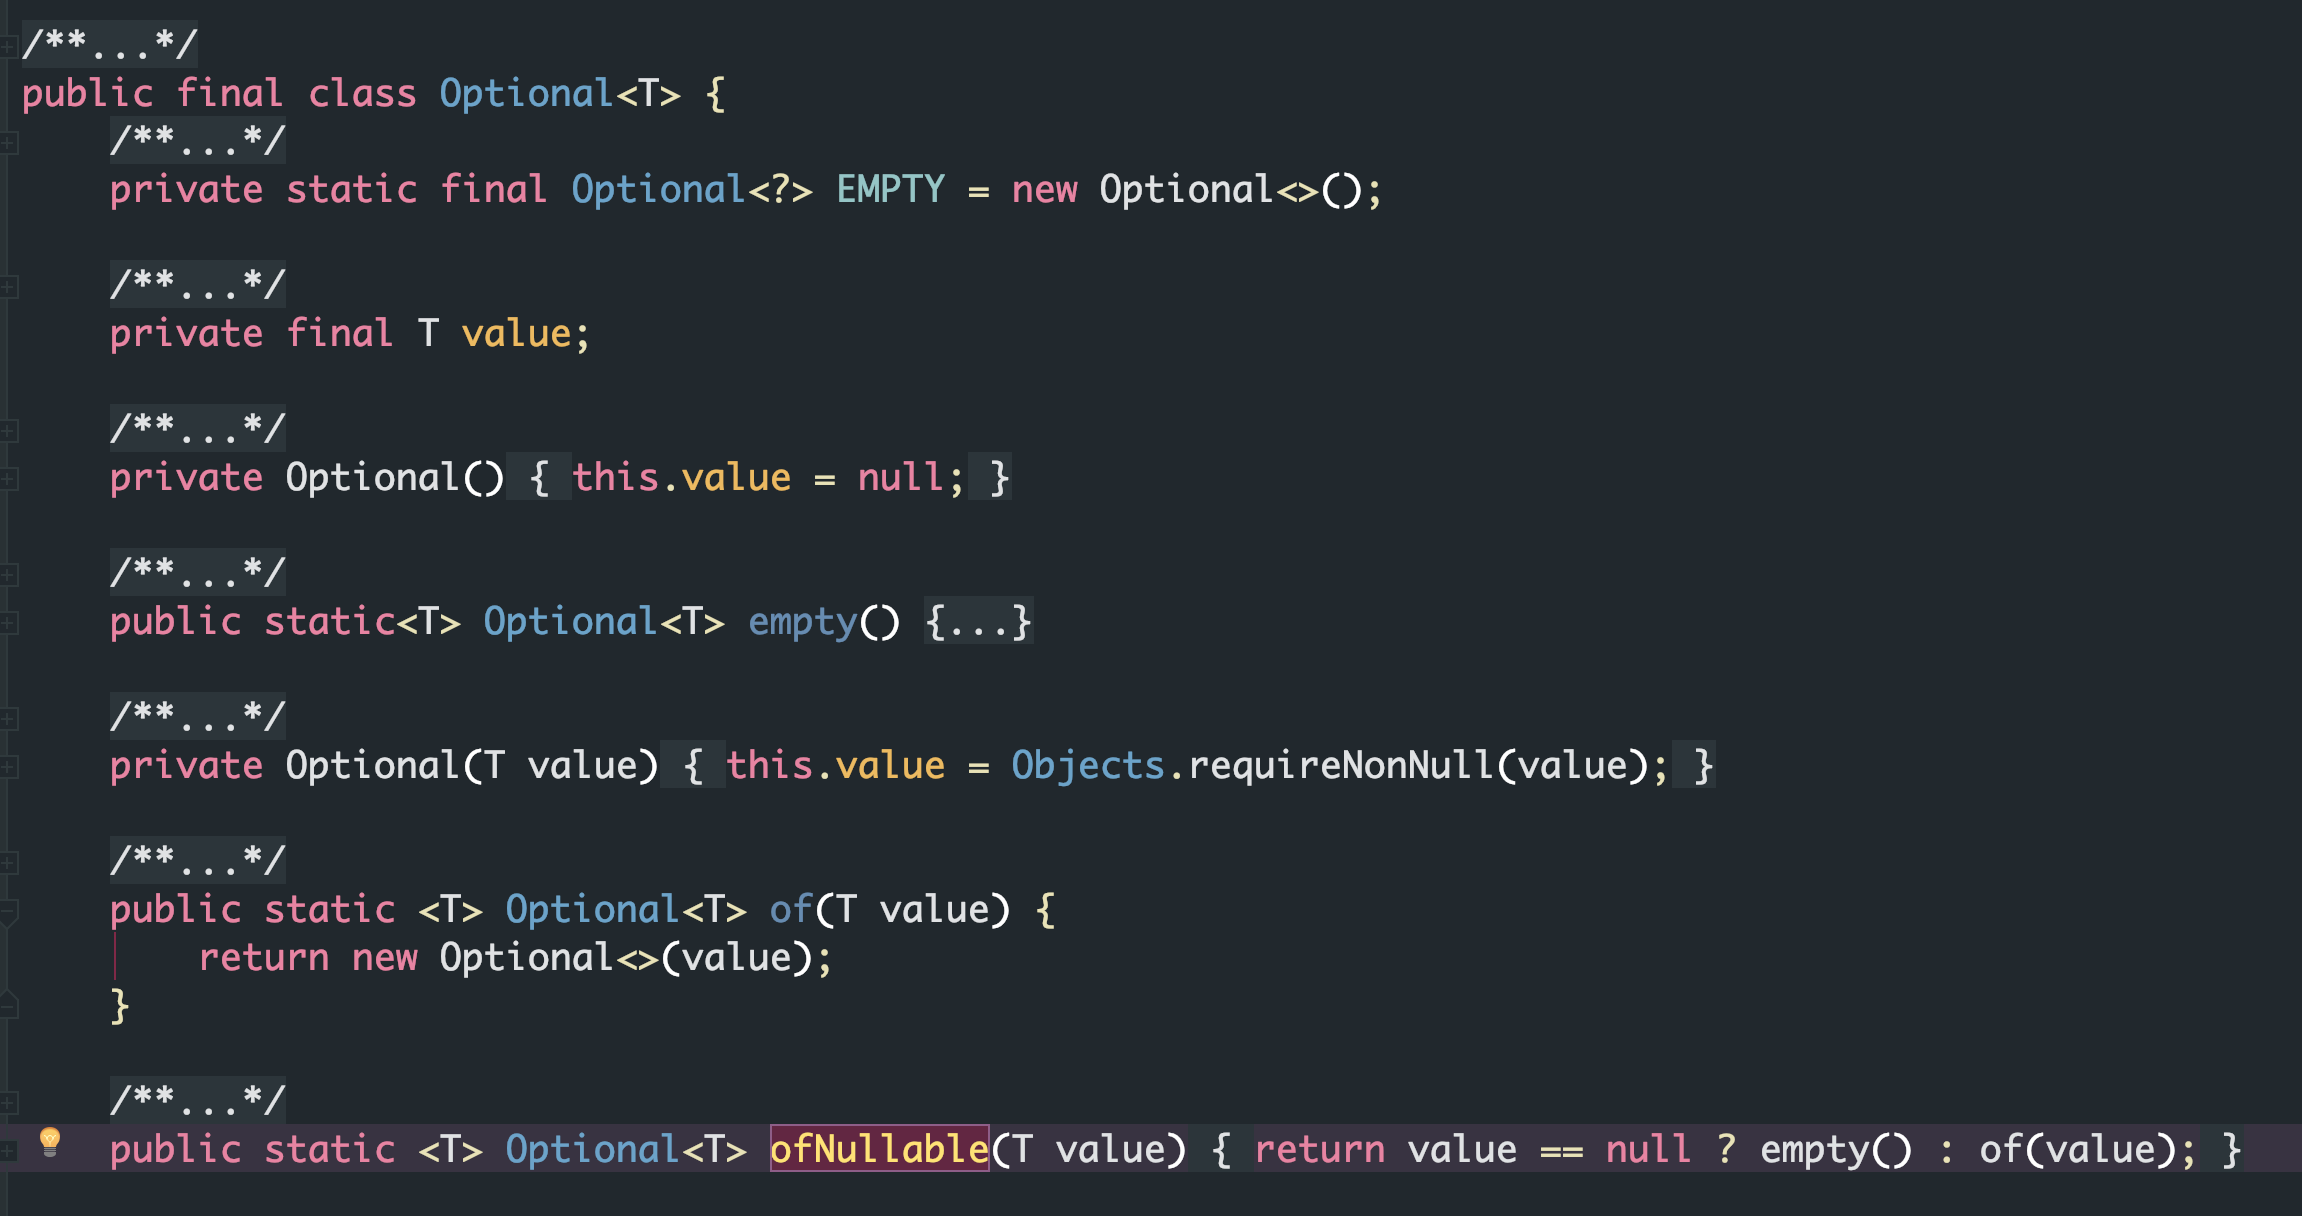 /**...*/
public final class Optional<T> {
    /**...*/
    private static final Optional<?> EMPTY = new Optional<>();

    /**...*/
    private final T value;

    /**...*/
    private Optional() { this.value = null; }

    /**...*/
    public static<T> Optional<T> empty() {...}

    /**...*/
    private Optional(T value) { this.value = Objects.requireNonNull(value); }

    /**...*/
    public static <T> Optional<T> of(T value) {
        return new Optional<>(value);
    }

    /**...*/
    public static <T> Optional<T> ofNullable(T value) { return value == null ? empty() : of(value); }